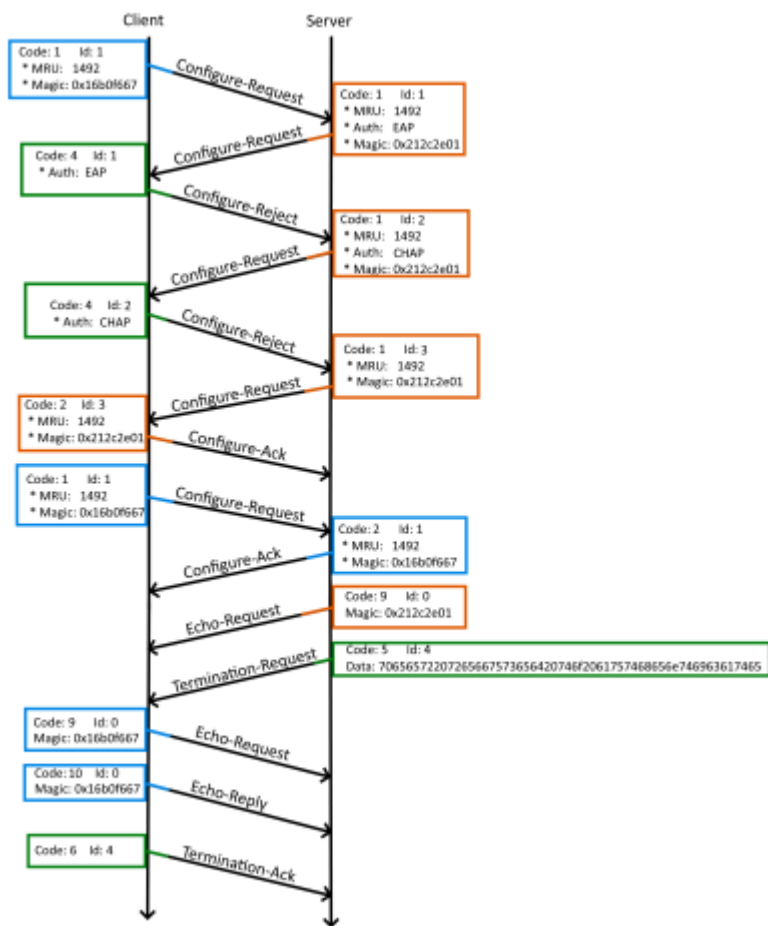 Client
Server
Code: 1 Id: 1
* MRU: 1492
* Magic: 0x16b0f667
Configure-Request
Code: 1 Id: 1
* MRU: 1492
* Auth: EAP
* Magic: 0x212c2e01
Configure-Request
Code: 4 Id: 1
* Auth: EAP
Configure-Reject
Code: 1 Id: 2
* MRU: 1492
* Auth: CHAP
* Magic: 0x212c2e01
Configure-Request
Code: 4 Id: 2
* Auth: CHAP
Configure-Reject
Code: 1 Id: 3
* MRU: 1492
* Magic: 0x212c2e01
Configure-Request
Code: 2 Id: 3
* MRU: 1492
* Magic: 0x212c2e01
Configure-Ack
Code: 1 Id: 1
* MRU: 1492
* Magic: 0x16b0f667
Configure-Request
Code: 2 Id: 1
* MRU: 1492
* Magic: 0x16b0f667
Configure-Ack
Code: 9 Id: 0
Magic: 0x212c2e01
Echo-Request
Code: 5 Id: 4
Data: 70656572207265667573656420746f2061757468656e746963617465
Termination-Request
Code: 9 Id: 0
Magic: 0x16b0f667
Echo-Request
Code: 10 Id: 0
Magic: 0x16b0f667
Echo-Reply
Code: 6 Id: 4
Termination-Ack